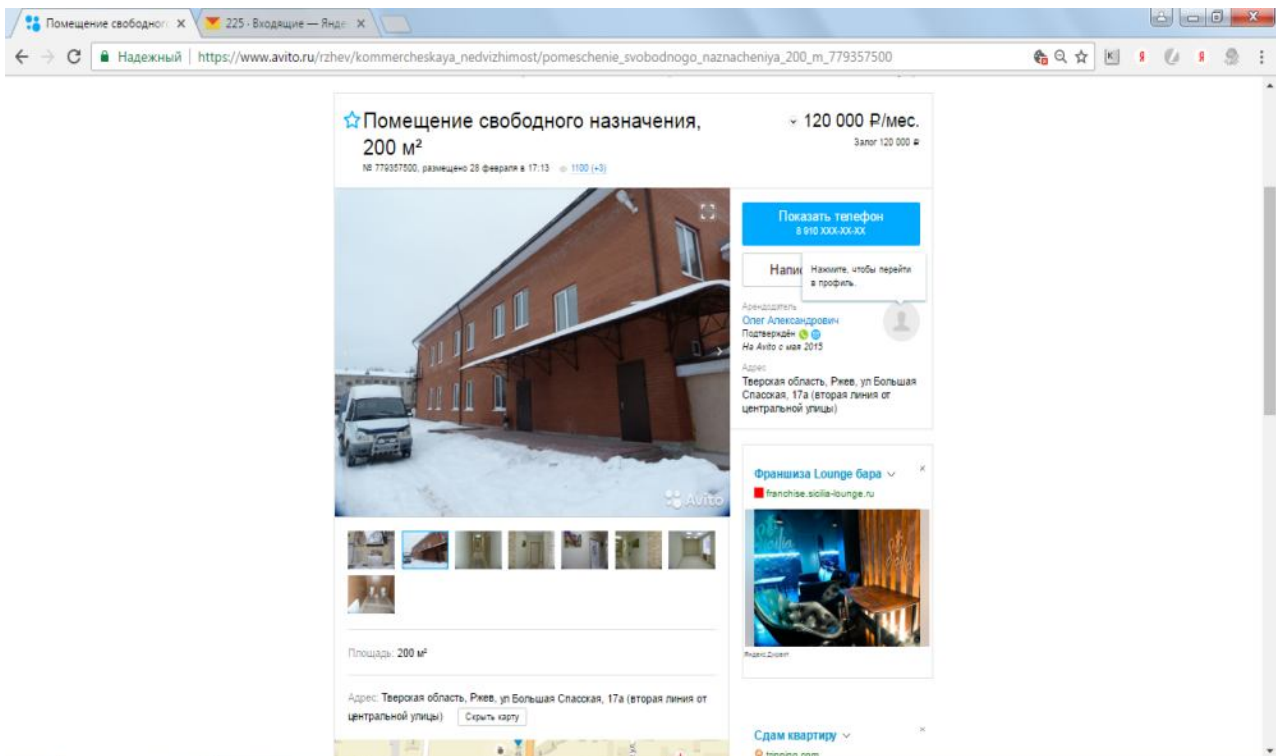 Помещение свободног
225 · Входящие — Янде
Надежный
https://www.avito.ru/rzhev/kommercheskaya_nedvizhimost/pomeschenie_svobodnogo_naznacheniya_200_m_779357500
Помещение свободного назначения,
200 м²
№ 779357500, размещено 28 февраля в 17:13 1100 (+3)
120 000 ₽/мес.
Залог 120 000 ₽
Показать телефон
8 910 XXX-XX-XX
Напис
Нажмите, чтобы перейти
в профиль.
Арендодатель
Олег Александрович
Подтверждён
На Avito с мая 2015
Адрес
Тверская область, Ржев, ул Большая
Спасская, 17а (вторая линия от
центральной улицы)
Avito
Франшиза Lounge бара
franchise.sicilia-lounge.ru
Яндекс.Директ
Площадь: 200 м²
Адрес: Тверская область, Ржев, ул Большая Спасская, 17а (вторая линия от
центральной улицы) Скрыть карту
Сдам квартиру
tripping.com